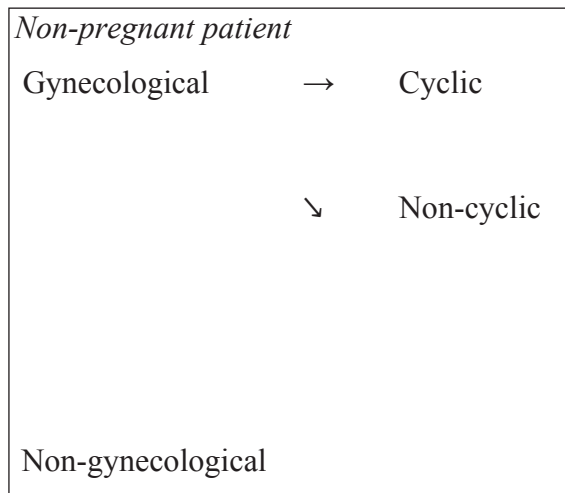 Non-pregnant patient
Gynecological → Cyclic
↘ Non-cyclic
Non-gynecological